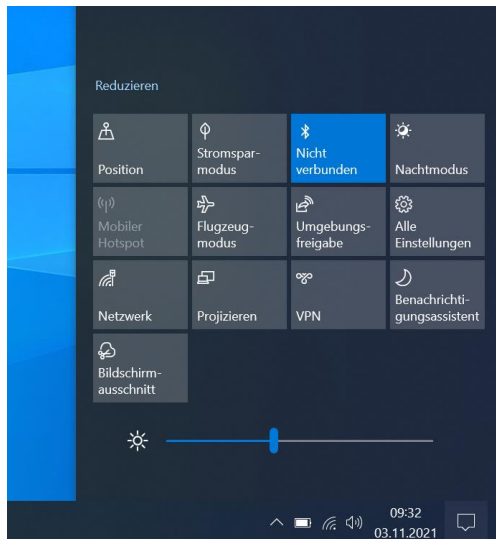 Reduzieren
Position
Stromspar-
modus
Nicht
verbunden
Nachtmodus
Mobiler
Hotspot
Flugzeug-
modus
Umgebungs-
freigabe
Alle
Einstellungen
Netzwerk
Projizieren
VPN
Benachrichti-
gungsassistent
Bildschirm-
ausschnitt
09:32
03.11.2021